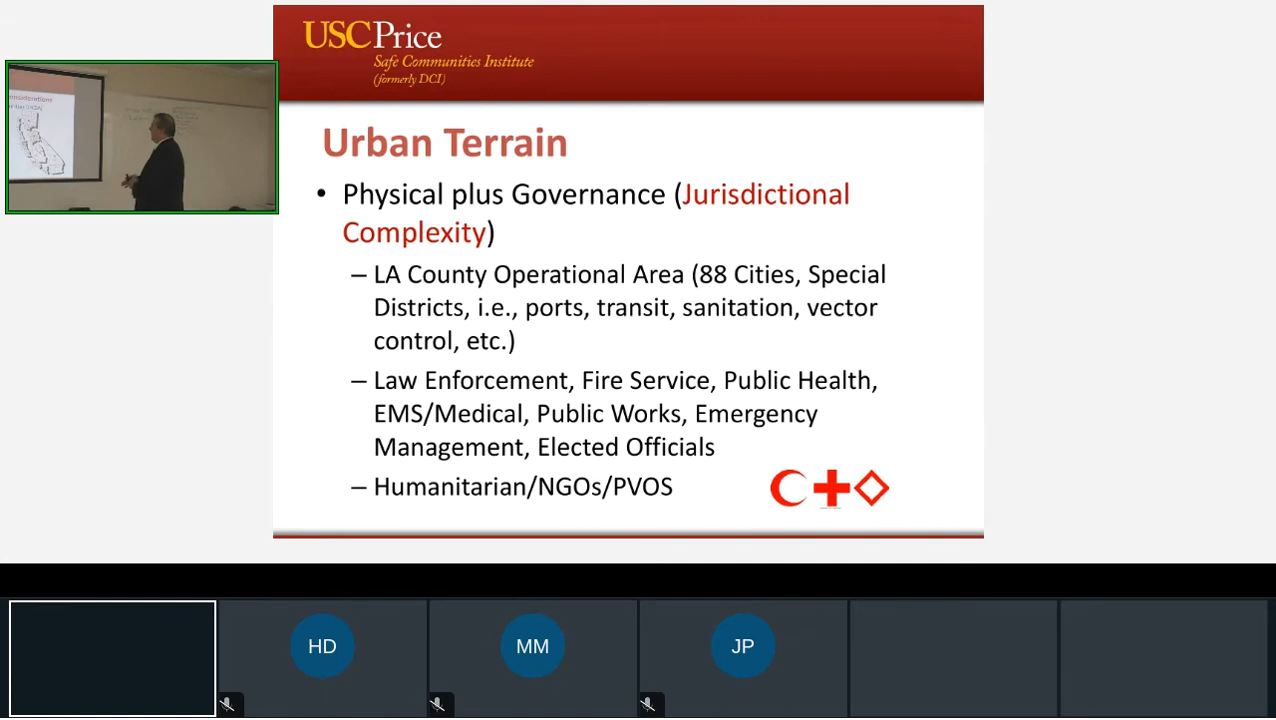 USCPrice
Safe Communities Institute
(formerly DCI)
Urban Terrain
• Physical plus Governance (Jurisdictional
Complexity)
– LA County Operational Area (88 Cities, Special
Districts, i.e., ports, transit, sanitation, vector
control, etc.)
– Law Enforcement, Fire Service, Public Health,
EMS/Medical, Public Works, Emergency
Management, Elected Officials
– Humanitarian/NGOs/PVOS
HD
MM
JP